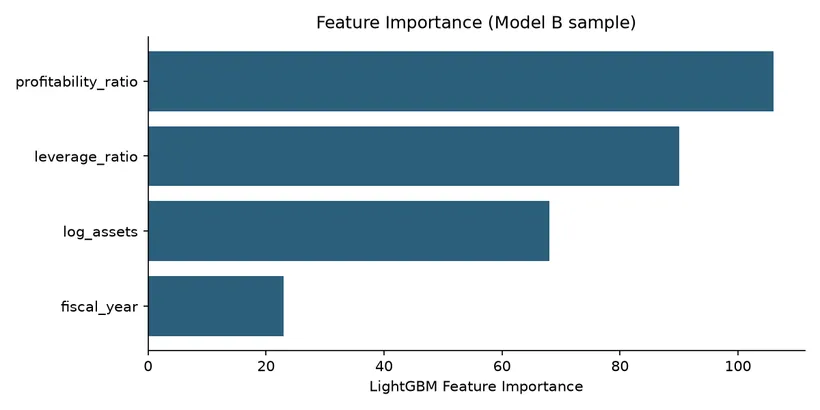 Feature Importance (Model B sample)
profitability_ratio
leverage_ratio
log_assets
fiscal_year
0 20 40 60 80 100
LightGBM Feature Importance